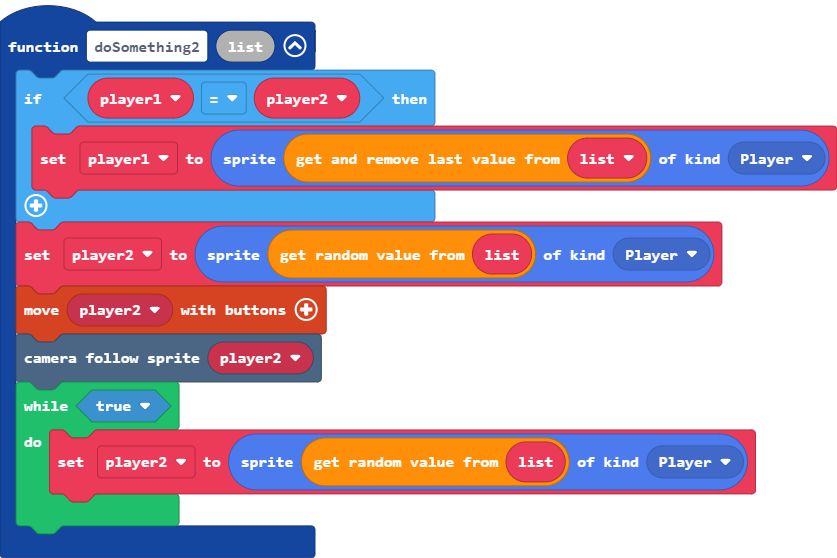 function doSomething2 list
if player1 = player2 then
set player1 to sprite get and remove last value from list of kind Player
set player2 to sprite get random value from list of kind Player
move player2 with buttons
camera follow sprite player2
while true
do
set player2 to sprite get random value from list of kind Player